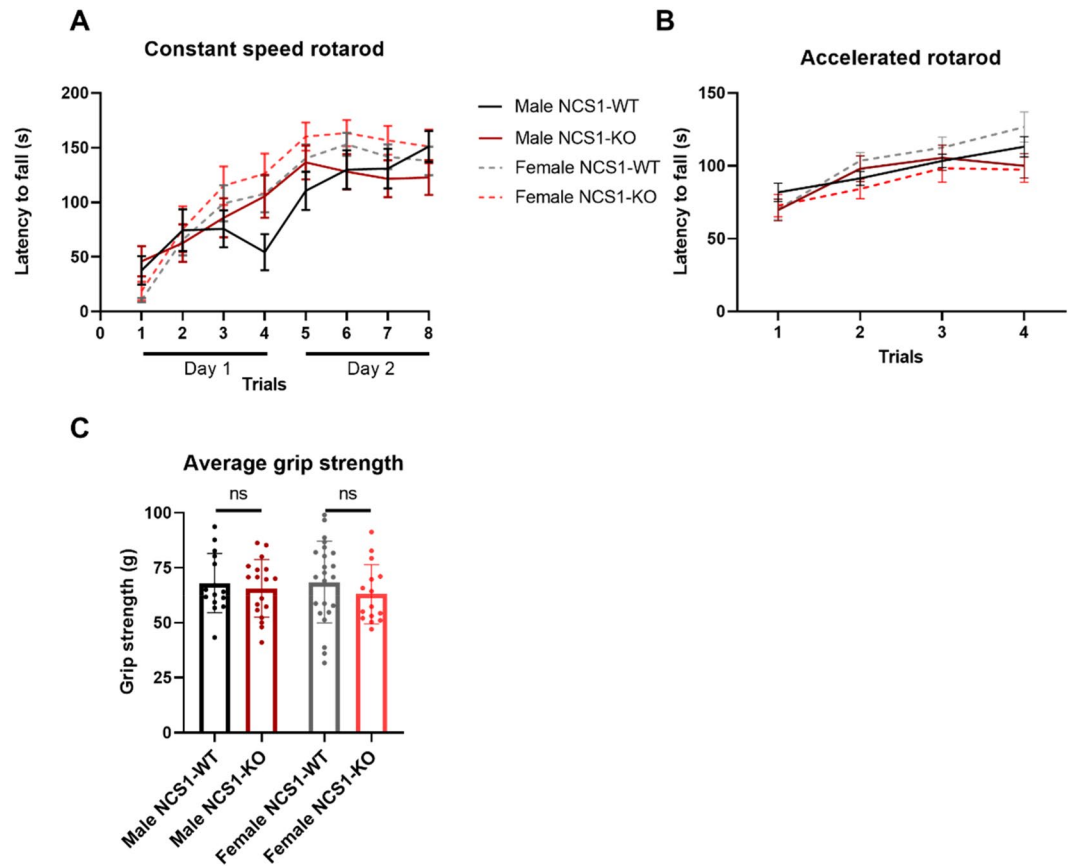 A
Constant speed rotarod
Latency to fall (s)
200
150
100
50
0
0 1 2 3 4 5 6 7 8
Day 1 Day 2
Trials
Male NCS1-WT
Male NCS1-KO
Female NCS1-WT
Female NCS1-KO
B
Accelerated rotarod
Latency to fall (s)
150
100
50
0
1 2 3 4
Trials
C
Average grip strength
ns ns
Grip strength (g)
100
75
50
25
0
Male NCS1-WT
Male NCS1-KO
Female NCS1-WT
Female NCS1-KO